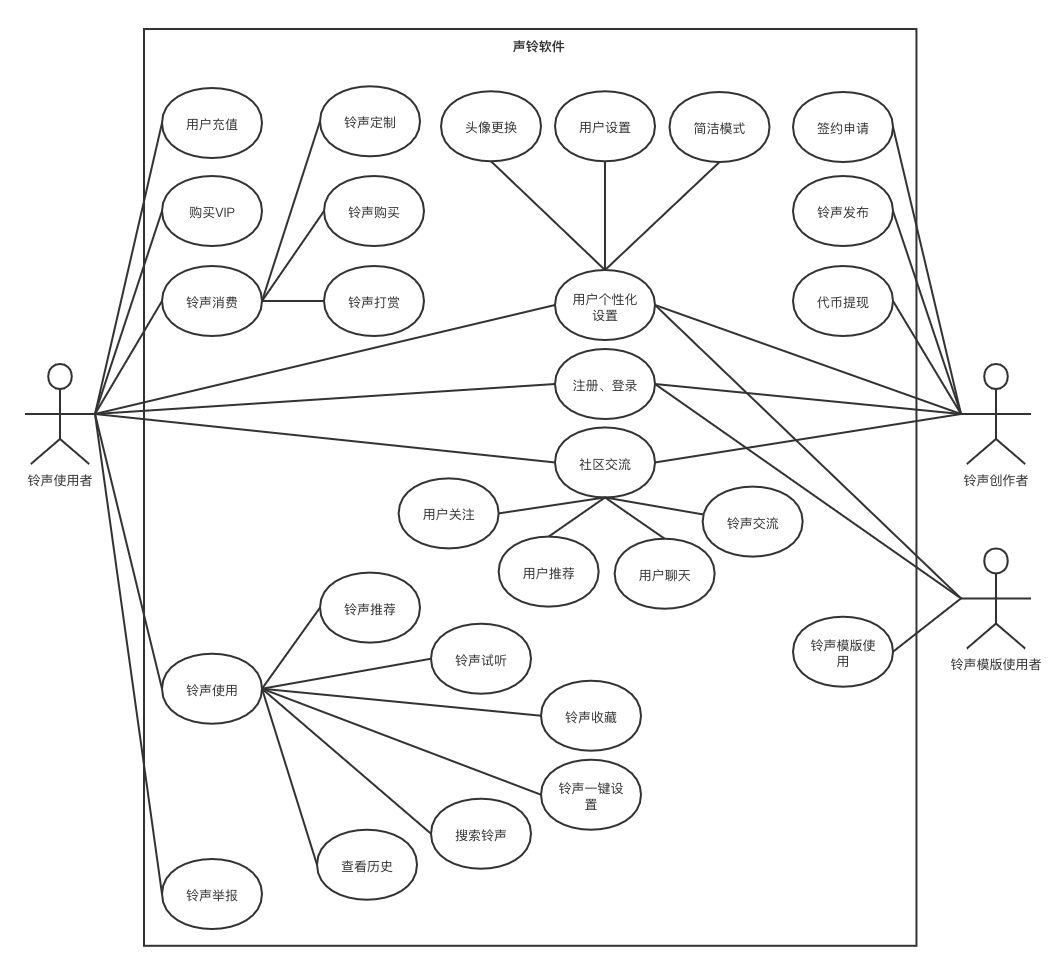 声铃软件
用户充值
铃声定制
头像更换
用户设置
简洁模式
签约申请
购买VIP
铃声购买
铃声发布
铃声消费
铃声打赏
用户个性化
设置
代币提现
注册、登录
社区交流
铃声使用者
铃声创作者
用户关注
铃声交流
用户推荐
用户聊天
铃声推荐
铃声试听
铃声模版使
用
铃声模版使用者
铃声使用
铃声收藏
铃声一键设
置
搜索铃声
查看历史
铃声举报